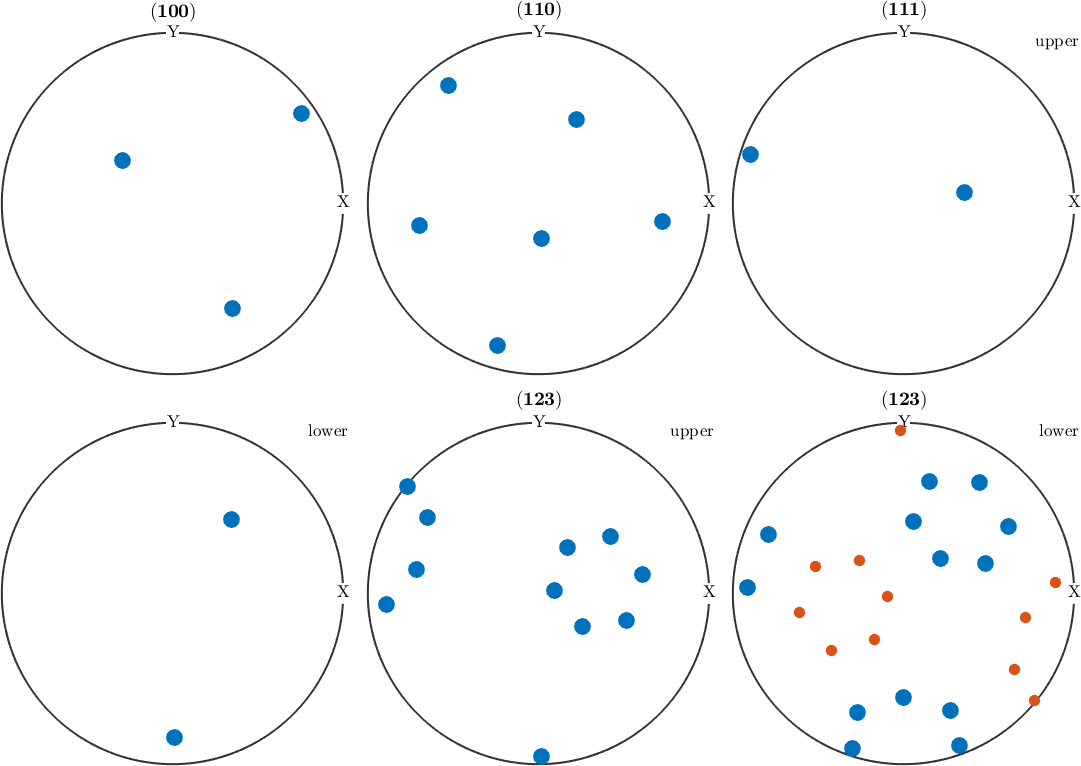 (100)
(110)
(111)
Y
Y
Y
upper
X
X
X
(123)
(123)
Y
lower
Y
upper
Y
lower
X
X
X